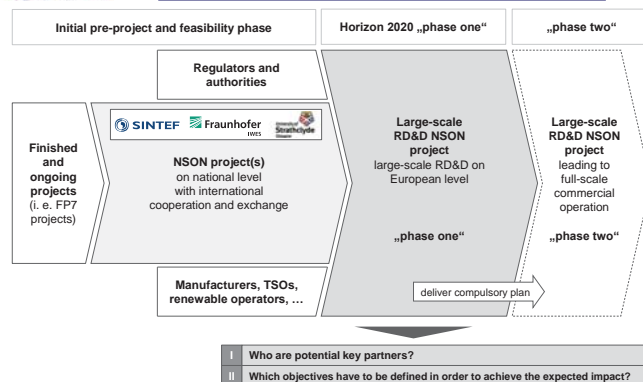 Initial pre-project and feasibility phase
Horizon 2020 „phase one“
„phase two“
Regulators and
authorities
Finished
and
ongoing
projects
(i. e. FP7
projects)
SINTEF
Fraunhofer
IWES
University of
Strathclyde
NSON project(s)
on national level
with international
cooperation and exchange
Manufacturers, TSOs,
renewable operators, …
Large-scale
RD&D NSON
project
large-scale RD&D on
European level
„phase one“
Large-scale
RD&D NSON
project
leading to
full-scale
commercial
operation
„phase two“
deliver compulsory plan
I Who are potential key partners?
II Which objectives have to be defined in order to achieve the expected impact?